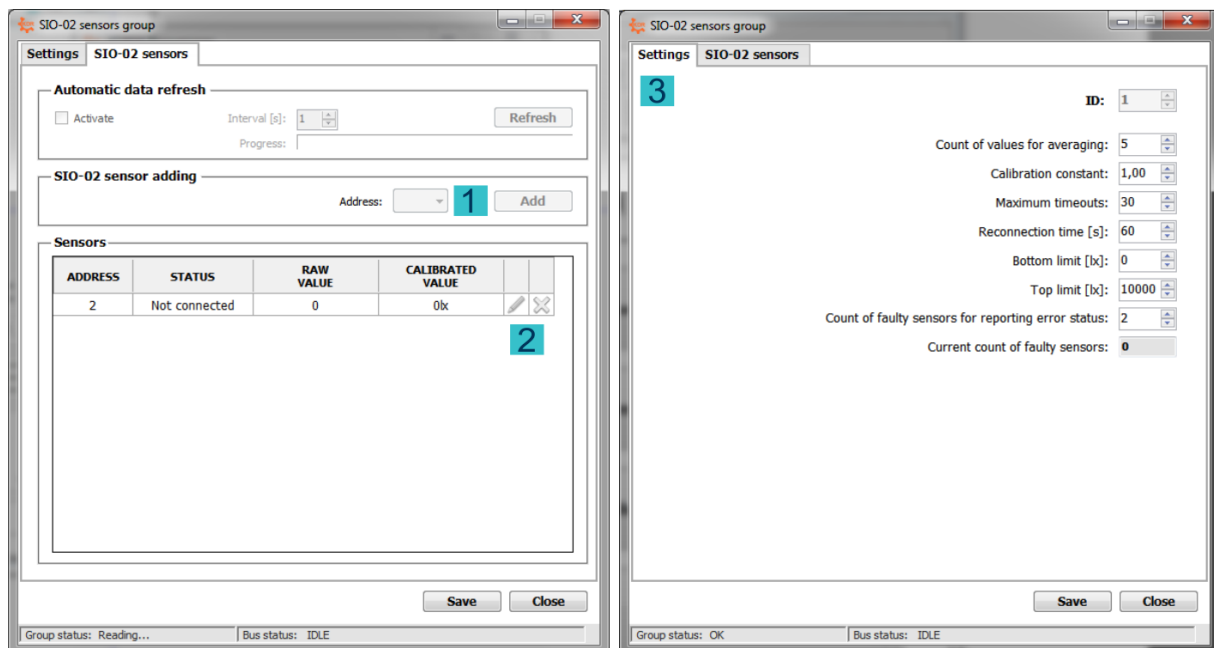 SIO-02 sensors group
Settings SIO-02 sensors
Automatic data refresh
Activate Interval [s]: 1 Refresh
Progress:
SIO-02 sensor adding
Address: 1 Add
Sensors
ADDRESS STATUS RAW VALUE CALIBRATED VALUE
2 Not connected 0 0lx
2
Save Close
Group status: Reading... Bus status: IDLE
SIO-02 sensors group
Settings SIO-02 sensors
3
ID: 1
Count of values for averaging: 5
Calibration constant: 1,00
Maximum timeouts: 30
Reconnection time [s]: 60
Bottom limit [lx]: 0
Top limit [lx]: 10000
Count of faulty sensors for reporting error status: 2
Current count of faulty sensors: 0
Save Close
Group status: OK Bus status: IDLE